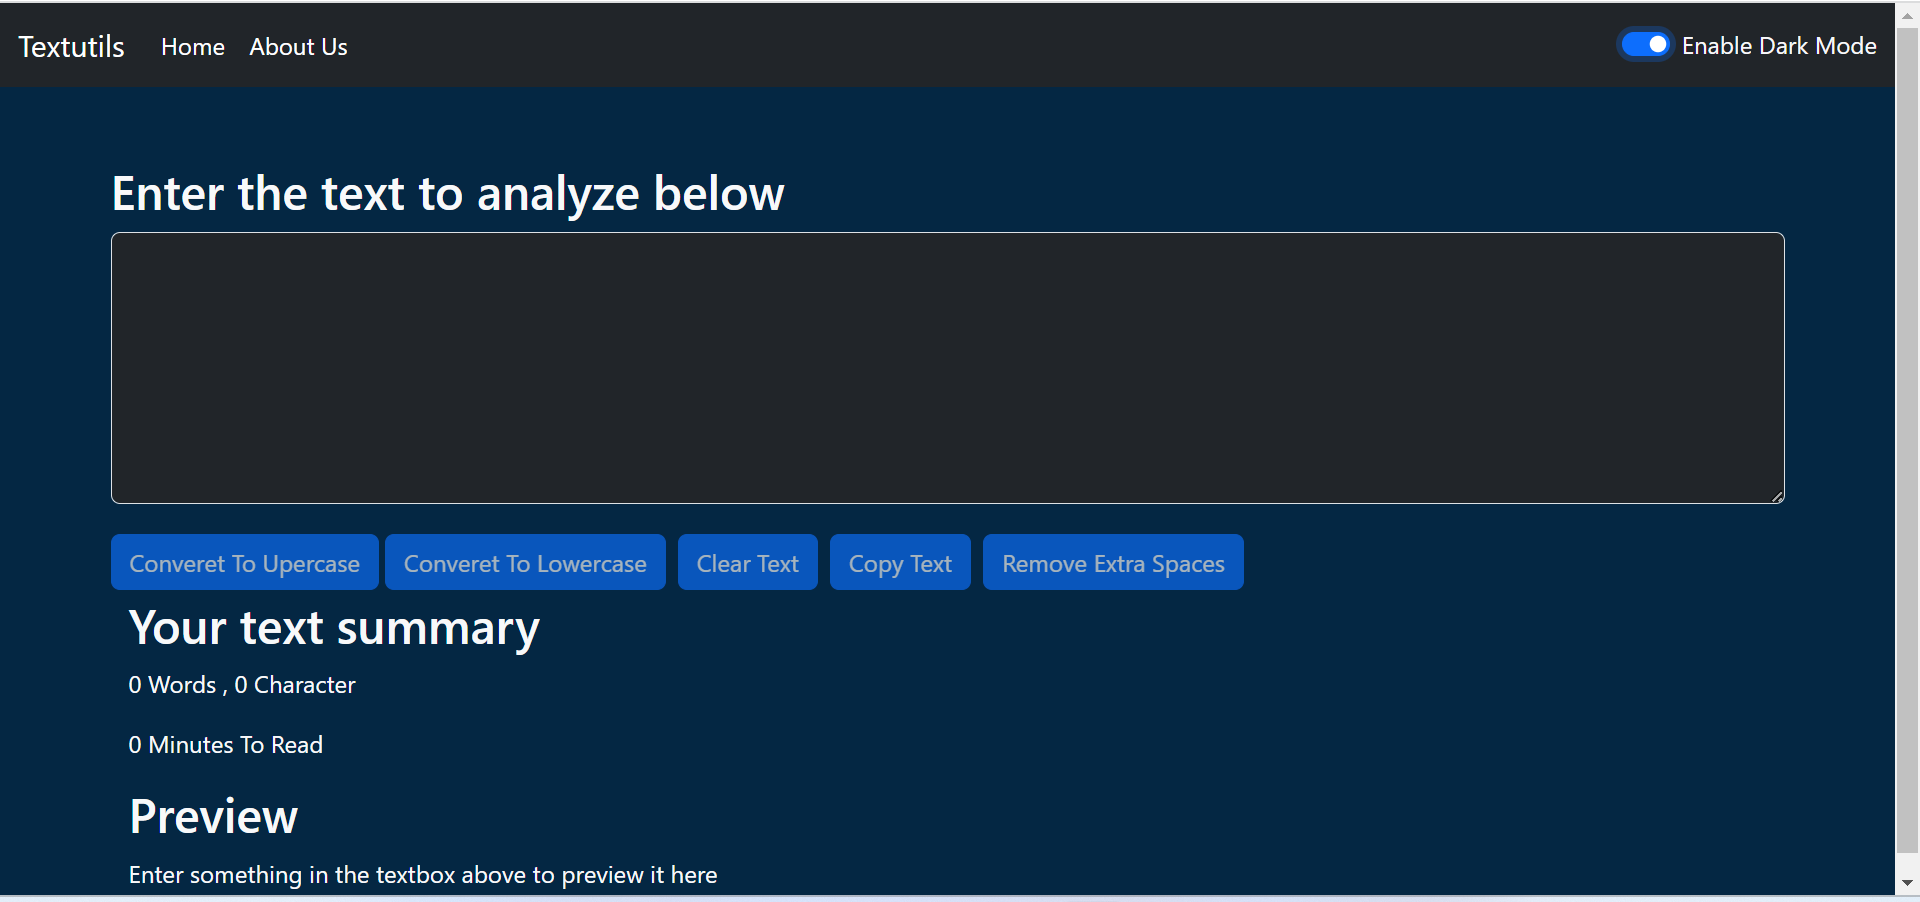 Textutils Home About Us Enable Dark Mode
Enter the text to analyze below
Converet To Upercase Converet To Lowercase Clear Text Copy Text Remove Extra Spaces
Your text summary
0 Words , 0 Character
0 Minutes To Read
Preview
Enter something in the textbox above to preview it here